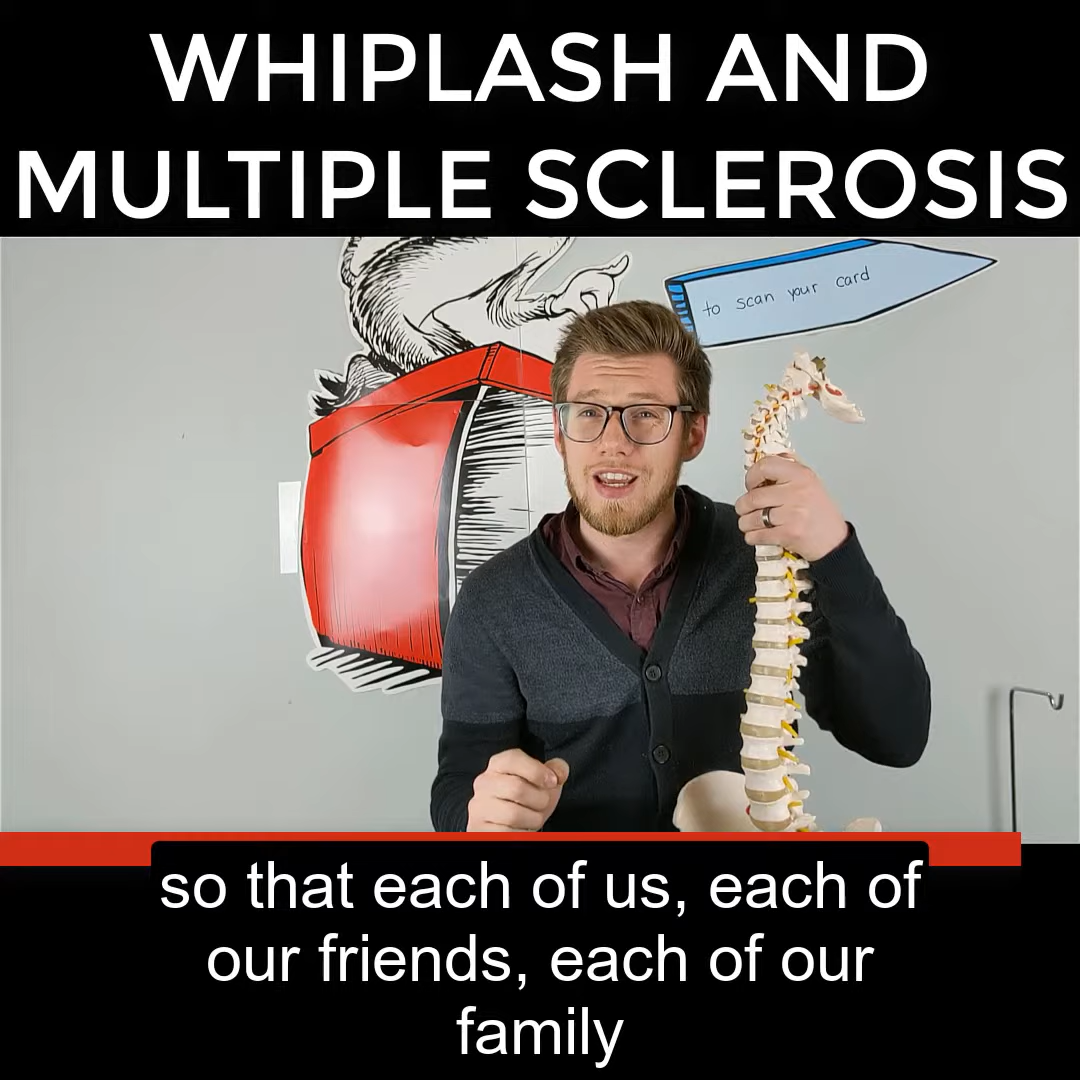 WHIPLASH AND
MULTIPLE SCLEROSIS
to scan your card
so that each of us, each of
our friends, each of our
family